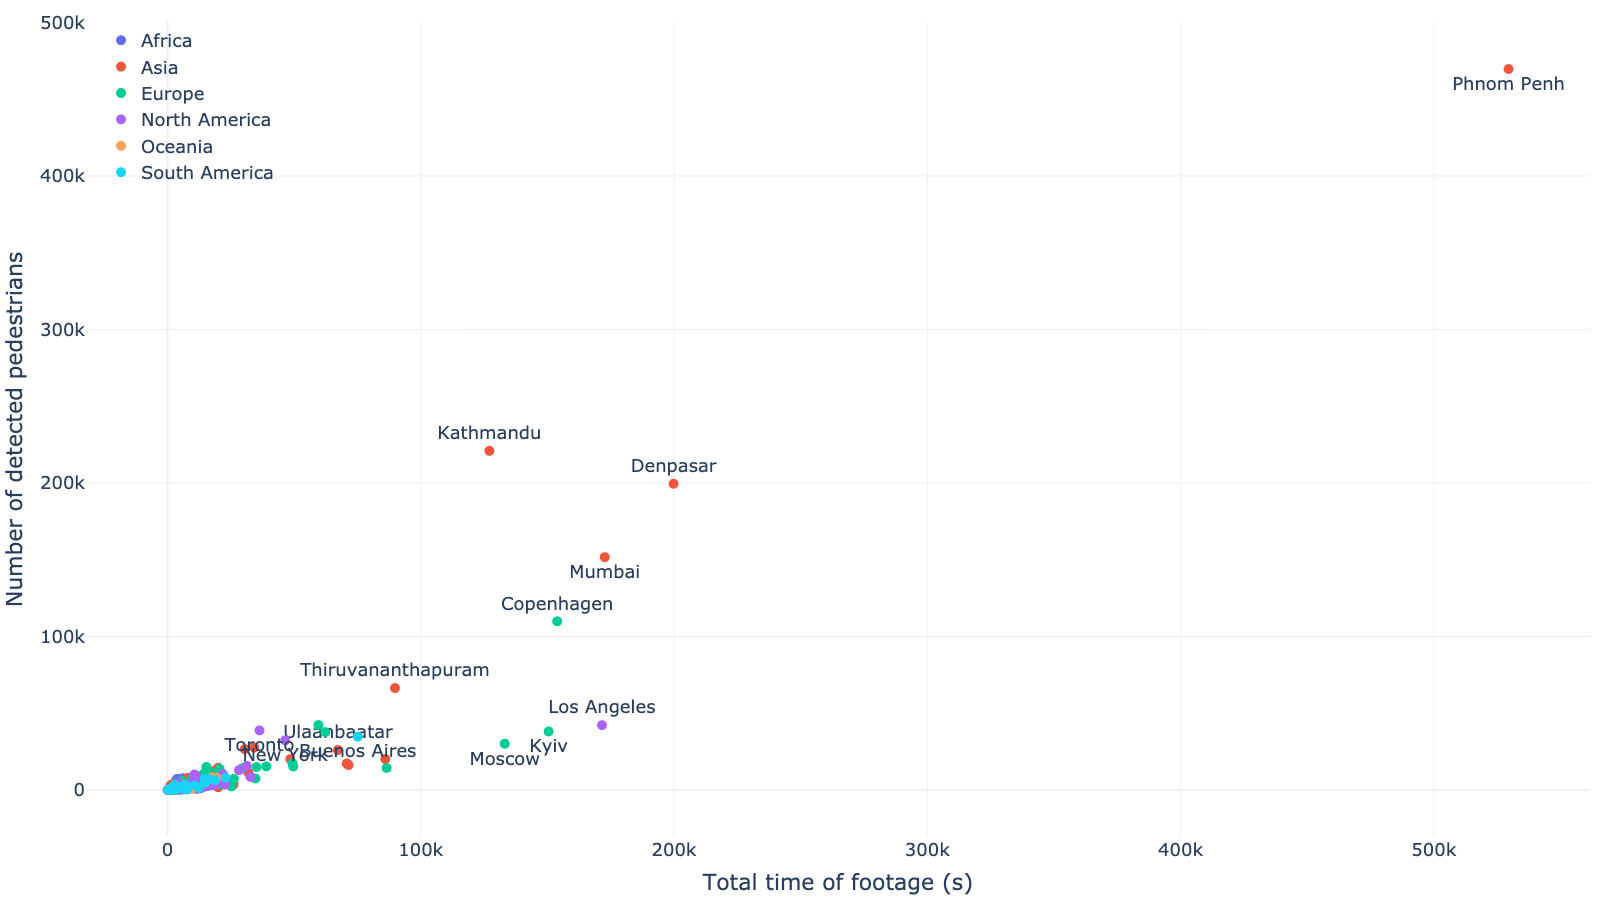 500k
400k
300k
200k
100k
0
Number of detected pedestrians
Africa
Asia
Europe
North America
Oceania
South America
Phnom Penh
Kathmandu
Denpasar
Mumbai
Copenhagen
Thiruvananthapuram
Los Angeles
Ulaanbaatar
Toronto
Kyiv
Buenos Aires
New York
Moscow
0
100k
200k
300k
400k
500k
Total time of footage (s)